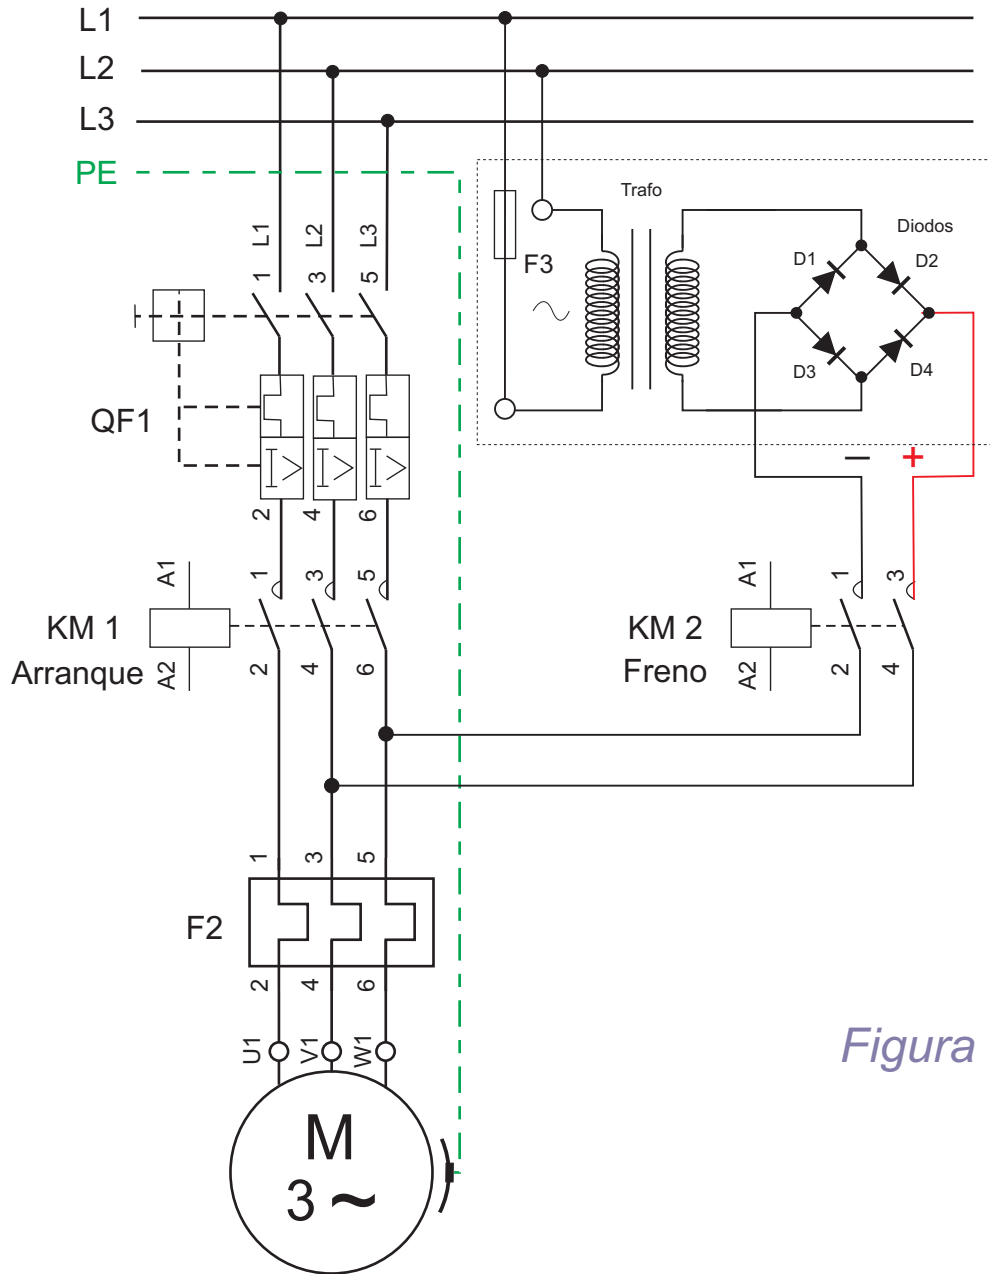 L1
L2
L3
PE
L1
L2
L3
1
3
5
QF1
2
4
6
Trafo
F3
Diodos
D1
D2
D3
D4
− +
A1
1
3
5
KM 1
Arranque
A2
2
4
6
A1
1
3
KM 2
Freno
A2
2
4
1
3
5
F2
2
4
6
U1
V1
W1
M
3 ~
Figura